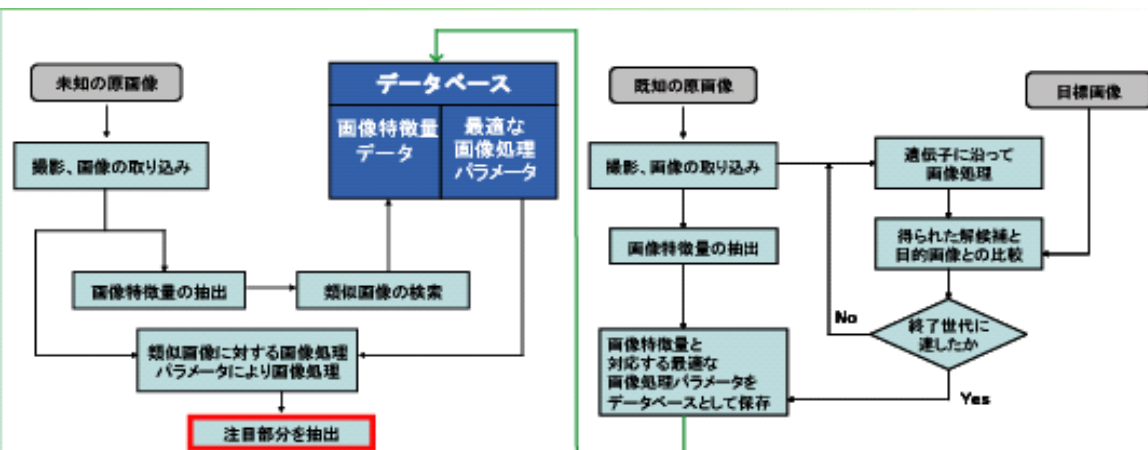 未知の原画像
撮影、画像の取り込み
画像特徴量の抽出
類似画像の検索
類似画像に対する画像処理
パラメータにより画像処理
注目部分を抽出
データベース
画像特徴量
データ
最適な
画像処理
パラメータ
既知の原画像
撮影、画像の取り込み
画像特徴量の抽出
画像特徴量と
対応する最適な
画像処理パラメータを
データベースとして保存
目標画像
遺伝子に沿って
画像処理
得られた解候補と
目的画像との比較
終了世代に
達したか
No
Yes